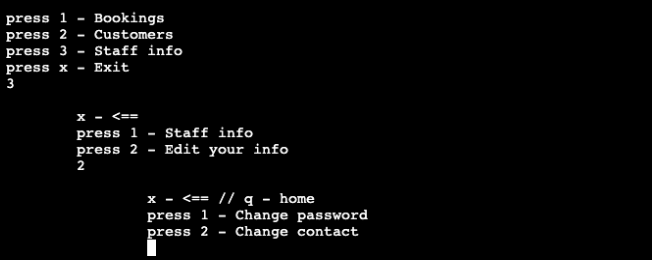 press 1 - Bookings
press 2 - Customers
press 3 - Staff info
press x - Exit
3
x - <==
press 1 - Staff info
press 2 - Edit your info
2
x - <== // q - home
press 1 - Change password
press 2 - Change contact